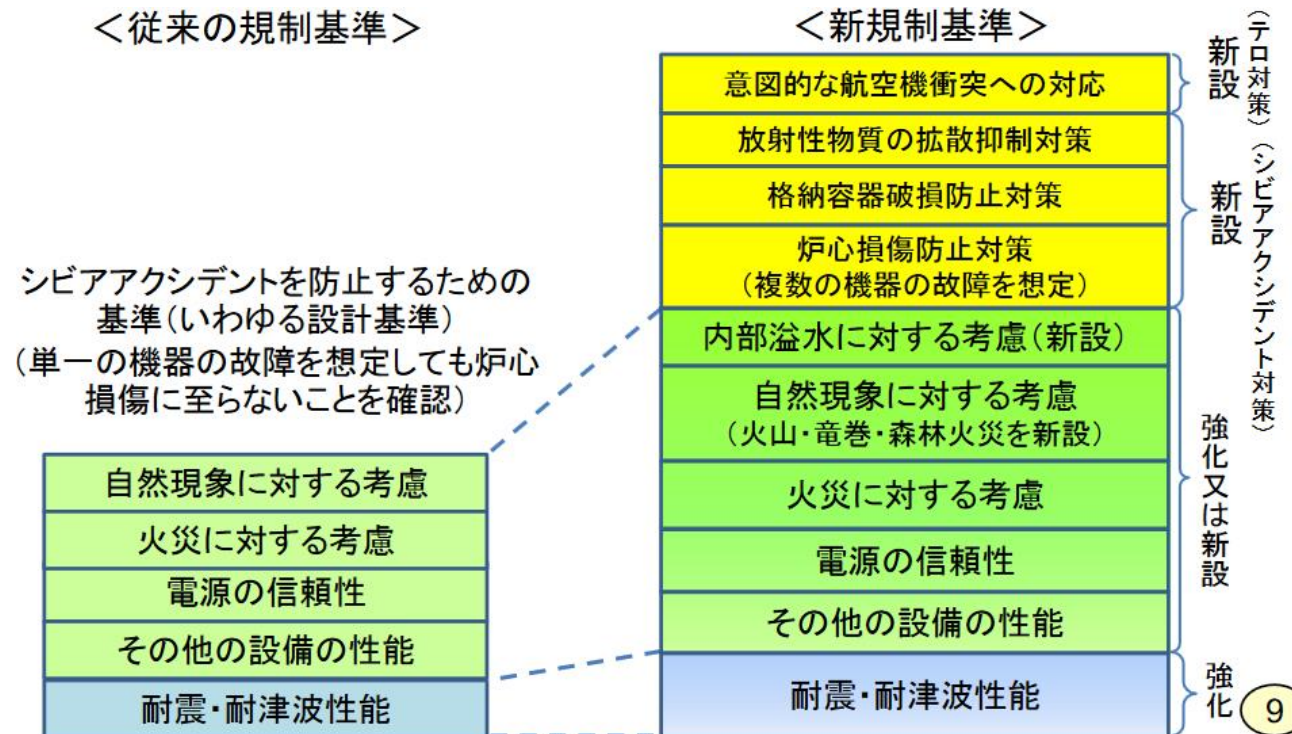 ＜従来の規制基準＞
シビアアクシデントを防止するための
基準（いわゆる設計基準）
（単一の機器の故障を想定しても炉心
損傷に至らないことを確認）
自然現象に対する考慮
火災に対する考慮
電源の信頼性
その他の設備の性能
耐震・耐津波性能
＜新規制基準＞
意図的な航空機衝突への対応
放射性物質の拡散抑制対策
格納容器破損防止対策
炉心損傷防止対策
（複数の機器の故障を想定）
内部溢水に対する考慮（新設）
自然現象に対する考慮
（火山・竜巻・森林火災を新設）
火災に対する考慮
電源の信頼性
その他の設備の性能
耐震・耐津波性能
新設
（テロ対策）
新設
（シビアアクシデント対策）
強化又は新設
強化
9